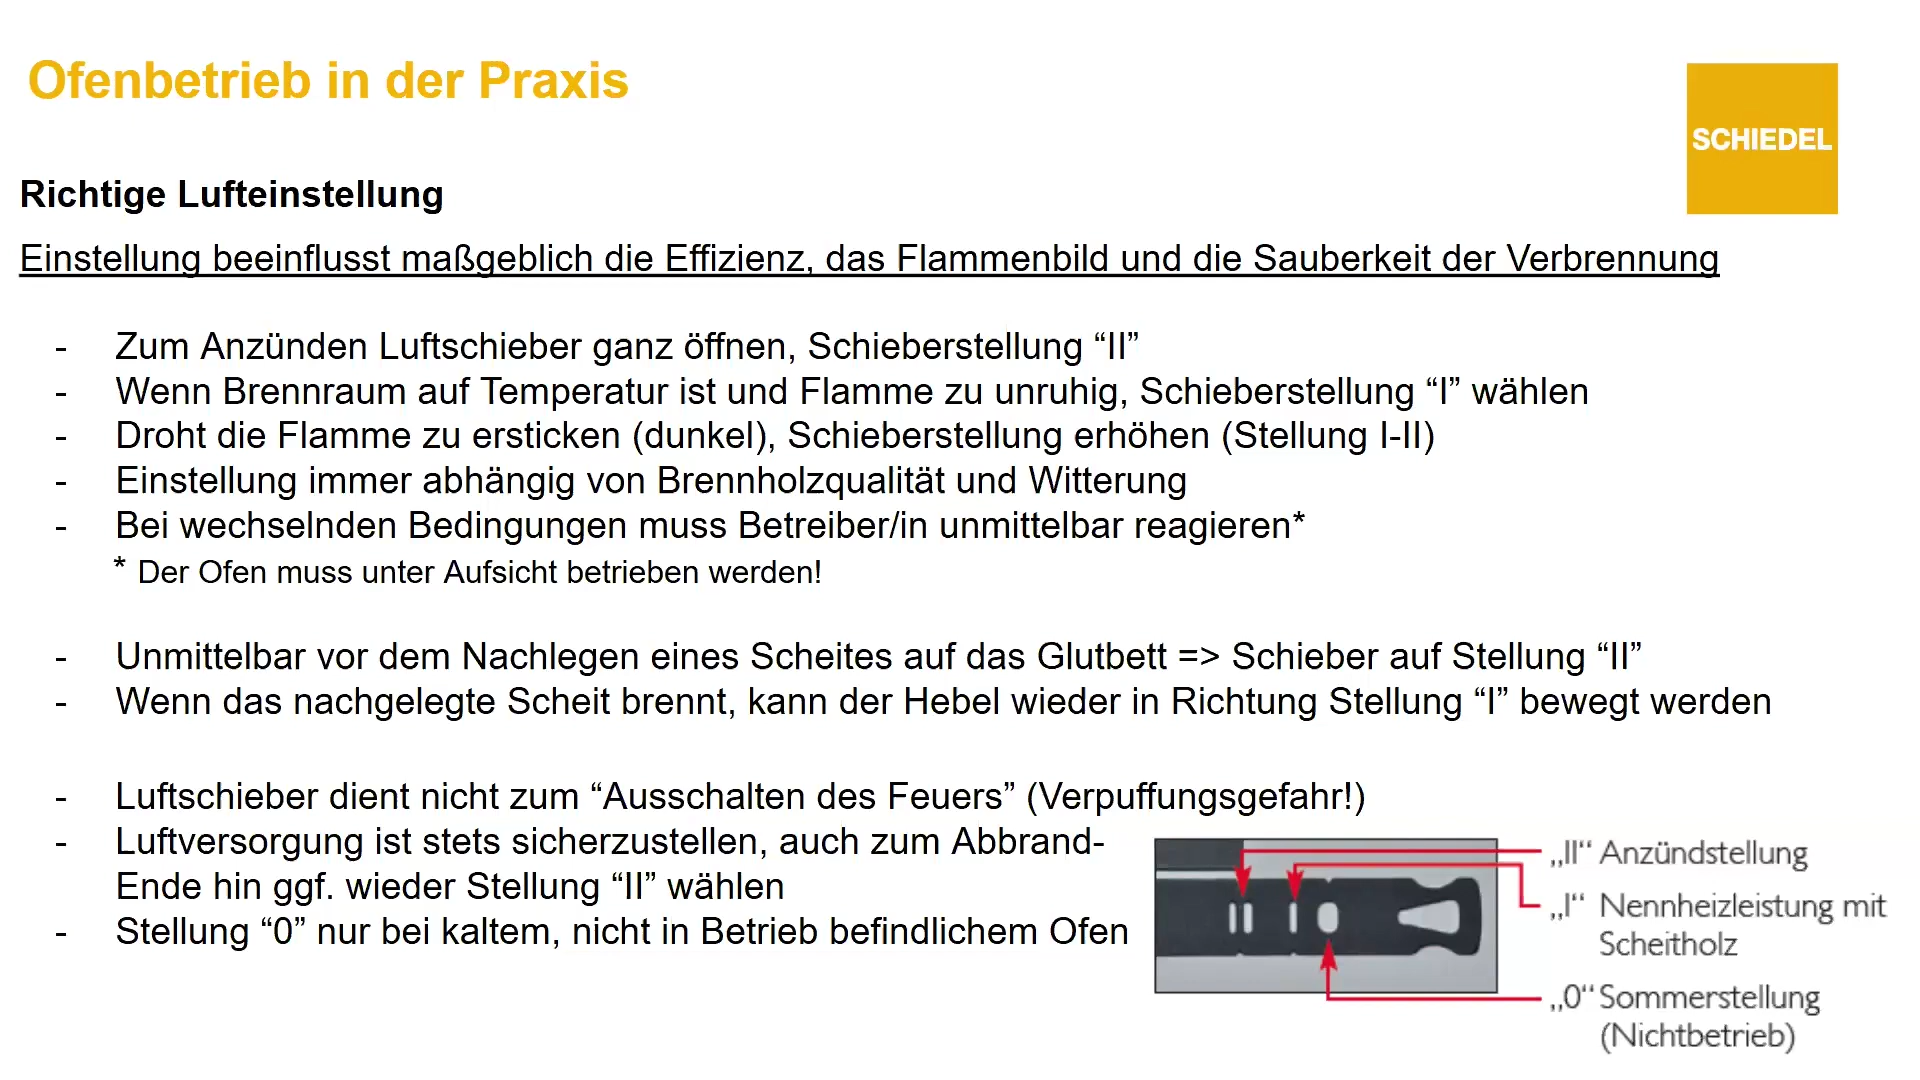 Ofenbetrieb in der Praxis
SCHIEDEL
Richtige Lufteinstellung
Einstellung beeinflusst maßgeblich die Effizienz, das Flammenbild und die Sauberkeit der Verbrennung
- Zum Anzünden Luftschieber ganz öffnen, Schieberstellung “II”
- Wenn Brennraum auf Temperatur ist und Flamme zu unruhig, Schieberstellung “I” wählen
- Droht die Flamme zu ersticken (dunkel), Schieberstellung erhöhen (Stellung I-II)
- Einstellung immer abhängig von Brennholzqualität und Witterung
- Bei wechselnden Bedingungen muss Betreiber/in unmittelbar reagieren*
* Der Ofen muss unter Aufsicht betrieben werden!
- Unmittelbar vor dem Nachlegen eines Scheites auf das Glutbett => Schieber auf Stellung “II”
- Wenn das nachgelegte Scheit brennt, kann der Hebel wieder in Richtung Stellung “I” bewegt werden
- Luftschieber dient nicht zum “Ausschalten des Feuers” (Verpuffungsgefahr!)
- Luftversorgung ist stets sicherzustellen, auch zum Abbrand-
Ende hin ggf. wieder Stellung “II” wählen
- Stellung “0” nur bei kaltem, nicht in Betrieb befindlichem Ofen
„II“ Anzündstellung
„I“ Nennheizleistung mit
Scheitholz
„0“ Sommerstellung
(Nichtbetrieb)